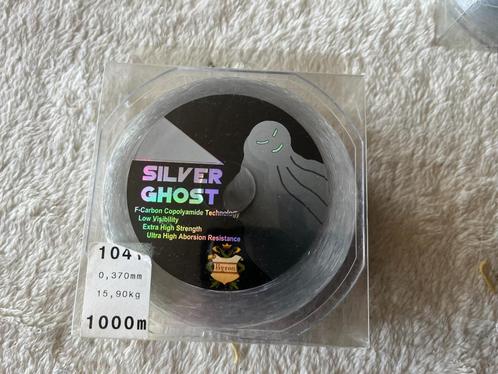 SILVER
GHOST
F-Carbon Copolyamide Technology
Low Visibility
Extra High Strength
Ultra High Aborsion Resistance
Byron
0,370mm
15,90kg
1000m